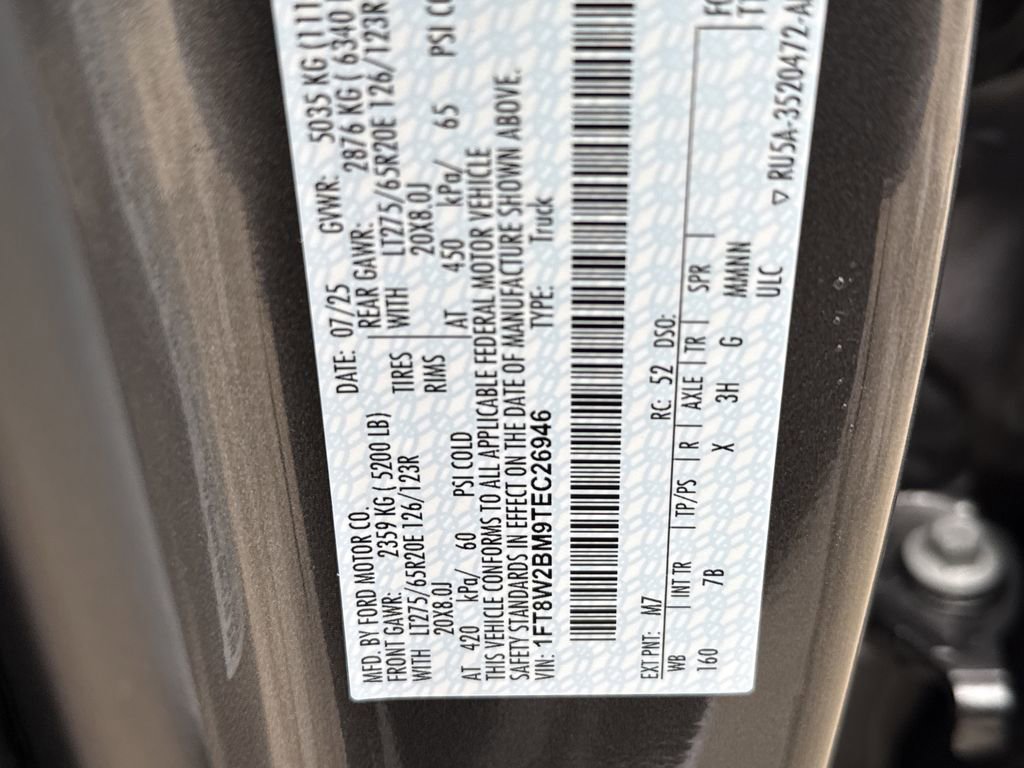 MFD. BY FORD MOTOR CO.
DATE: 07/25 GVWR: 5035 KG (111
FRONT GAWR: 2359 KG ( 5200 LB)
REAR GAWR: 2876 KG ( 6340
WITH LT275/65R20E 126/123R TIRES
WITH LT275/65R20E 126/123R
20X8.0J RIMS 20X8.0J
AT 420 kPa/ 60 PSI COLD AT 450 kPa/ 65 PSI CO
THIS VEHICLE CONFORMS TO ALL APPLICABLE FEDERAL MOTOR VEHICLE
SAFETY STANDARDS IN EFFECT ON THE DATE OF MANUFACTURE SHOWN ABOVE.
VIN: 1FT8W2BM9TEC26946 TYPE: Truck
EXT PNT: M7 RC: 52 DSO:
WB INT TR TP/PS R AXLE TR SPR
160 7B X 3H G MMNN
ULC
RU5A-3520472-A